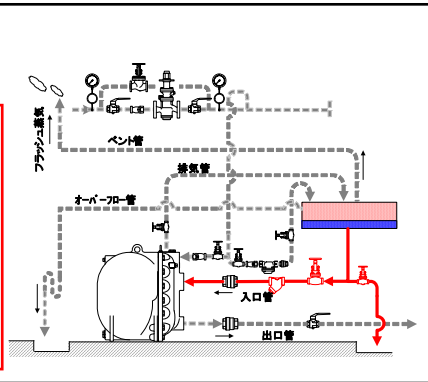 フラッシュ蒸気
ベント管
排気管
オーバーフロー管
入口管
出口管